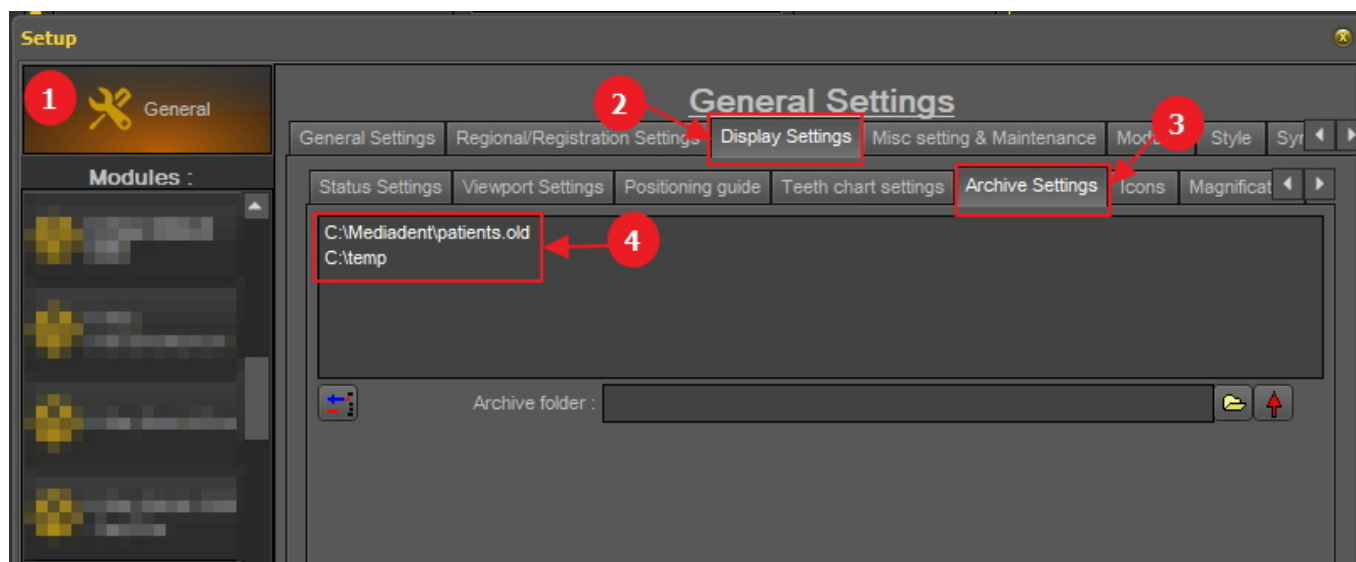 Setup
1
General
2
General Settings
General Settings Regional/Registration Settings Display Settings Misc setting & Maintenance 3 Style
Modules :
Status Settings Viewport Settings Positioning guide Teeth chart settings Archive Settings Icons Magnificat
C:\Mediadent\patients.old
4
C:\temp
Archive folder :